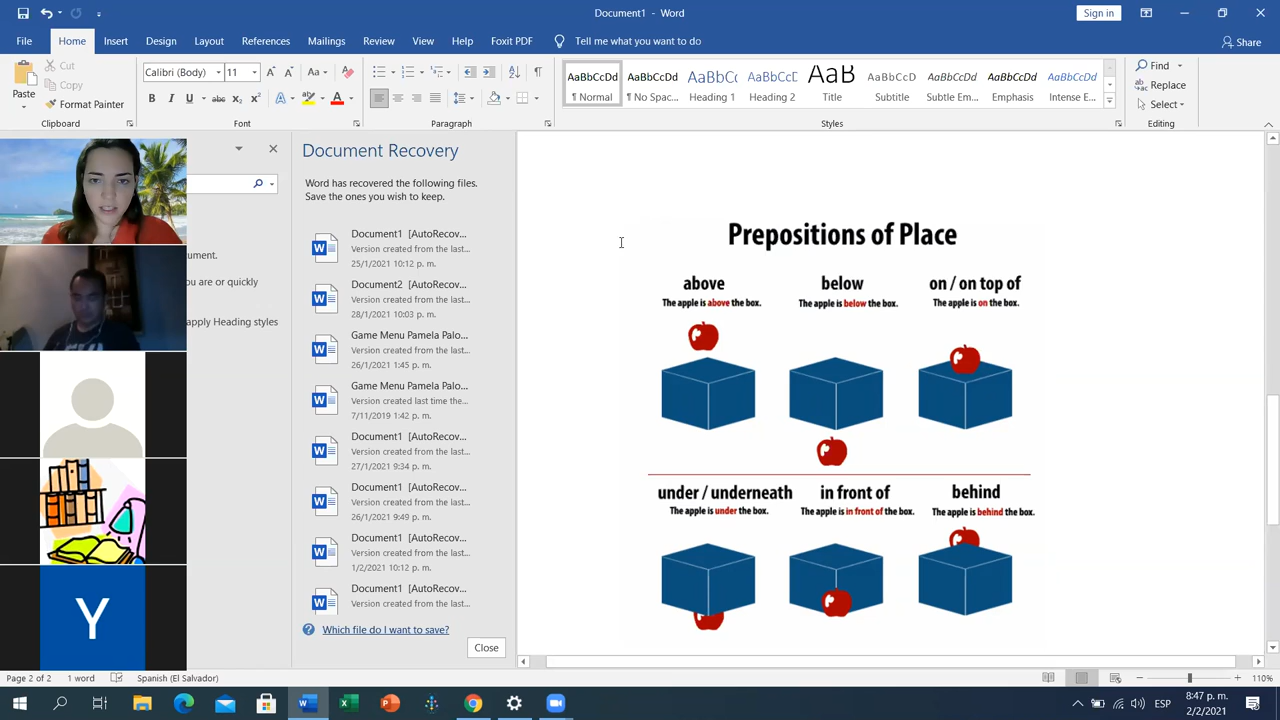 Document1 - Word
Sign in
File Home Insert Design Layout References Mailings Review View Help Foxit PDF Tell me what you want to do Share
Paste
Cut
Copy
Format Painter
Clipboard
Calibri (Body) 11
Font
Paragraph
AaBbCcDd AaBbCcDd AaBbC AaBbCcD AaB AaBbCcDd AaBbCcDd AaBbCcDd AaBbCcDd
¶ Normal ¶ No Spac... Heading 1 Heading 2 Title Subtitle Subtle Em... Emphasis Intense E...
Styles
Find
Replace
Select
Editing
ocument.
ou are or quickly
apply Heading styles
Y
Document Recovery
Word has recovered the following files.
Save the ones you wish to keep.
Document1 [AutoRecov...
Version created from the last...
25/1/2021 10:12 p. m.
Document2 [AutoRecov...
Version created from the last...
28/1/2021 10:03 p. m.
Game Menu Pamela Palo...
Version created from the last...
26/1/2021 1:45 p. m.
Game Menu Pamela Palo...
Version created last time the...
7/11/2019 1:42 p. m.
Document1 [AutoRecov...
Version created from the last...
27/1/2021 9:34 p. m.
Document1 [AutoRecov...
Version created from the last...
26/1/2021 9:49 p. m.
Document1 [AutoRecov...
Version created from the last...
1/2/2021 10:12 p. m.
Document1 [AutoRecov...
Version created from the last...
Which file do I want to save?
Close
Prepositions of Place
above below on / on top of
The apple is above the box. The apple is below the box. The apple is on the box.
under / underneath in front of behind
The apple is under the box. The apple is in front of the box. The apple is behind the box.
Page 2 of 2 1 word Spanish (El Salvador) 110%
ESP
8:47 p. m.
2/2/2021